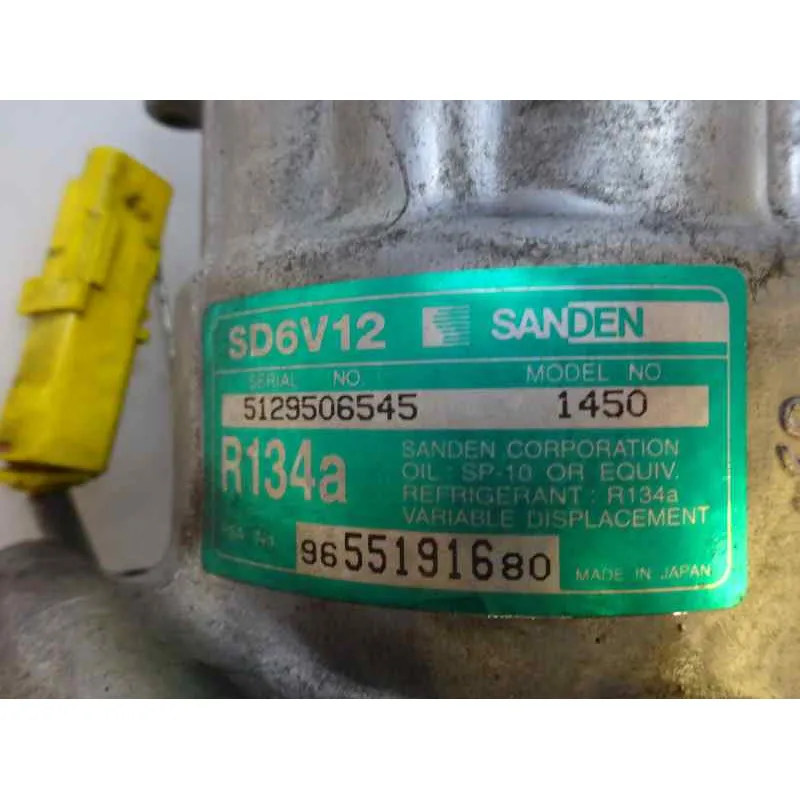 SD6V12 SANDEN
SERIAL NO. MODEL NO
5129506545 1450
R134a SANDEN CORPORATION
OIL: SP-10 OR EQUIV.
REFRIGERANT: R134a
VARIABLE DISPLACEMENT
9655191680 MADE IN JAPAN